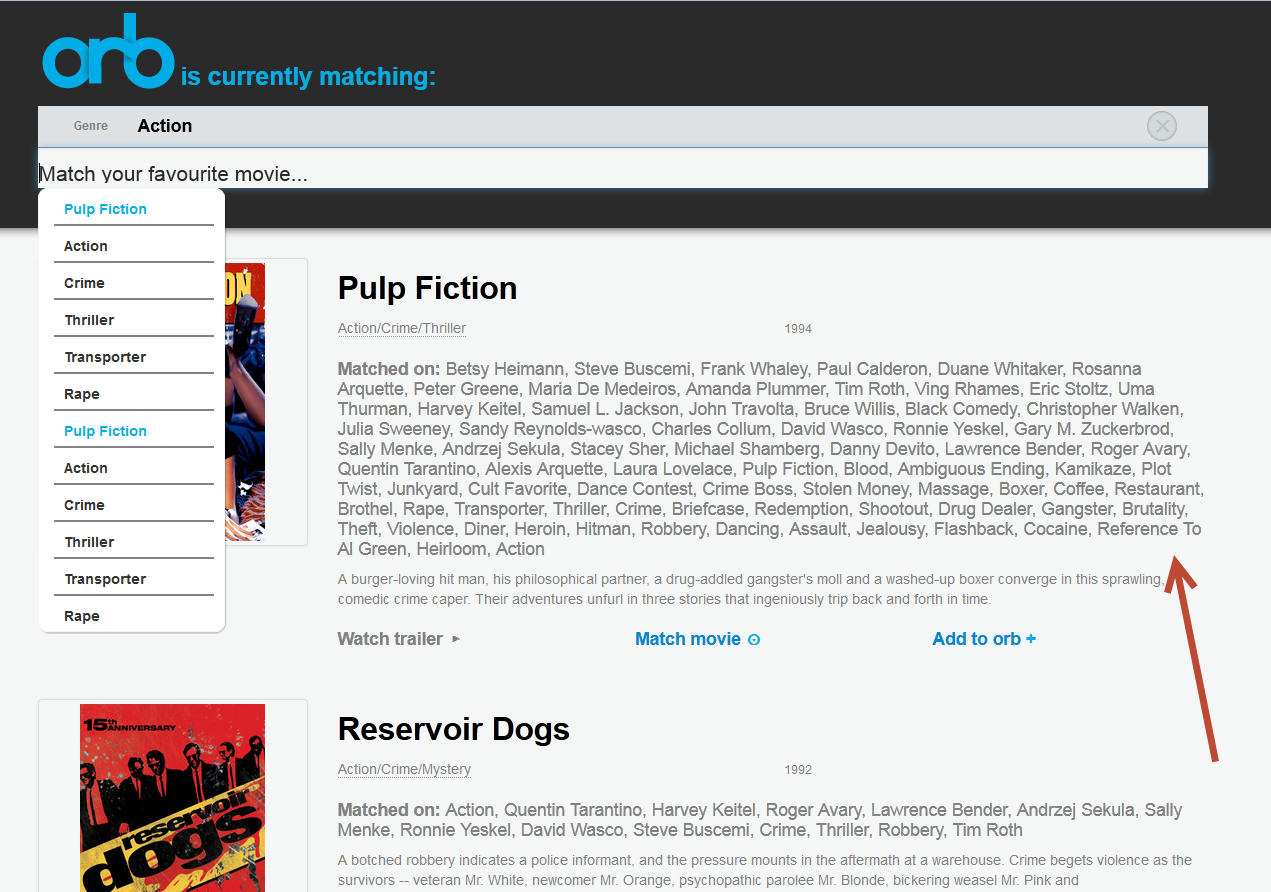 orb is currently matching:
Genre Action
Match your favourite movie...
Pulp Fiction
Action
Crime
Thriller
Transporter
Rape
Pulp Fiction
Action
Crime
Thriller
Transporter
Rape
ON
Pulp Fiction
Action/Crime/Thriller 1994
Matched on: Betsy Heimann, Steve Buscemi, Frank Whaley, Paul Calderon, Duane Whitaker, Rosanna
Arquette, Peter Greene, Maria De Medeiros, Amanda Plummer, Tim Roth, Ving Rhames, Eric Stoltz, Uma
Thurman, Harvey Keitel, Samuel L. Jackson, John Travolta, Bruce Willis, Black Comedy, Christopher Walken,
Julia Sweeney, Sandy Reynolds-wasco, Charles Collum, David Wasco, Ronnie Yeskel, Gary M. Zuckerbrod,
Sally Menke, Andrzej Sekula, Stacey Sher, Michael Shamberg, Danny Devito, Lawrence Bender, Roger Avary,
Quentin Tarantino, Alexis Arquette, Laura Lovelace, Pulp Fiction, Blood, Ambiguous Ending, Kamikaze, Plot
Twist, Junkyard, Cult Favorite, Dance Contest, Crime Boss, Stolen Money, Massage, Boxer, Coffee, Restaurant,
Brothel, Rape, Transporter, Thriller, Crime, Briefcase, Redemption, Shootout, Drug Dealer, Gangster, Brutality,
Theft, Violence, Diner, Heroin, Hitman, Robbery, Dancing, Assault, Jealousy, Flashback, Cocaine, Reference To
Al Green, Heirloom, Action
A burger-loving hit man, his philosophical partner, a drug-addled gangster's moll and a washed-up boxer converge in this sprawling,
comedic crime caper. Their adventures unfurl in three stories that ingeniously trip back and forth in time.
Watch trailer Match movie Add to orb +
15th ANNIVERSARY
reservoir
dogs
Reservoir Dogs
Action/Crime/Mystery 1992
Matched on: Action, Quentin Tarantino, Harvey Keitel, Roger Avary, Lawrence Bender, Andrzej Sekula, Sally
Menke, Ronnie Yeskel, David Wasco, Steve Buscemi, Crime, Thriller, Robbery, Tim Roth
A botched robbery indicates a police informant, and the pressure mounts in the aftermath at a warehouse. Crime begets violence as the
survivors -- veteran Mr. White, newcomer Mr. Orange, psychopathic parolee Mr. Blonde, bickering weasel Mr. Pink and